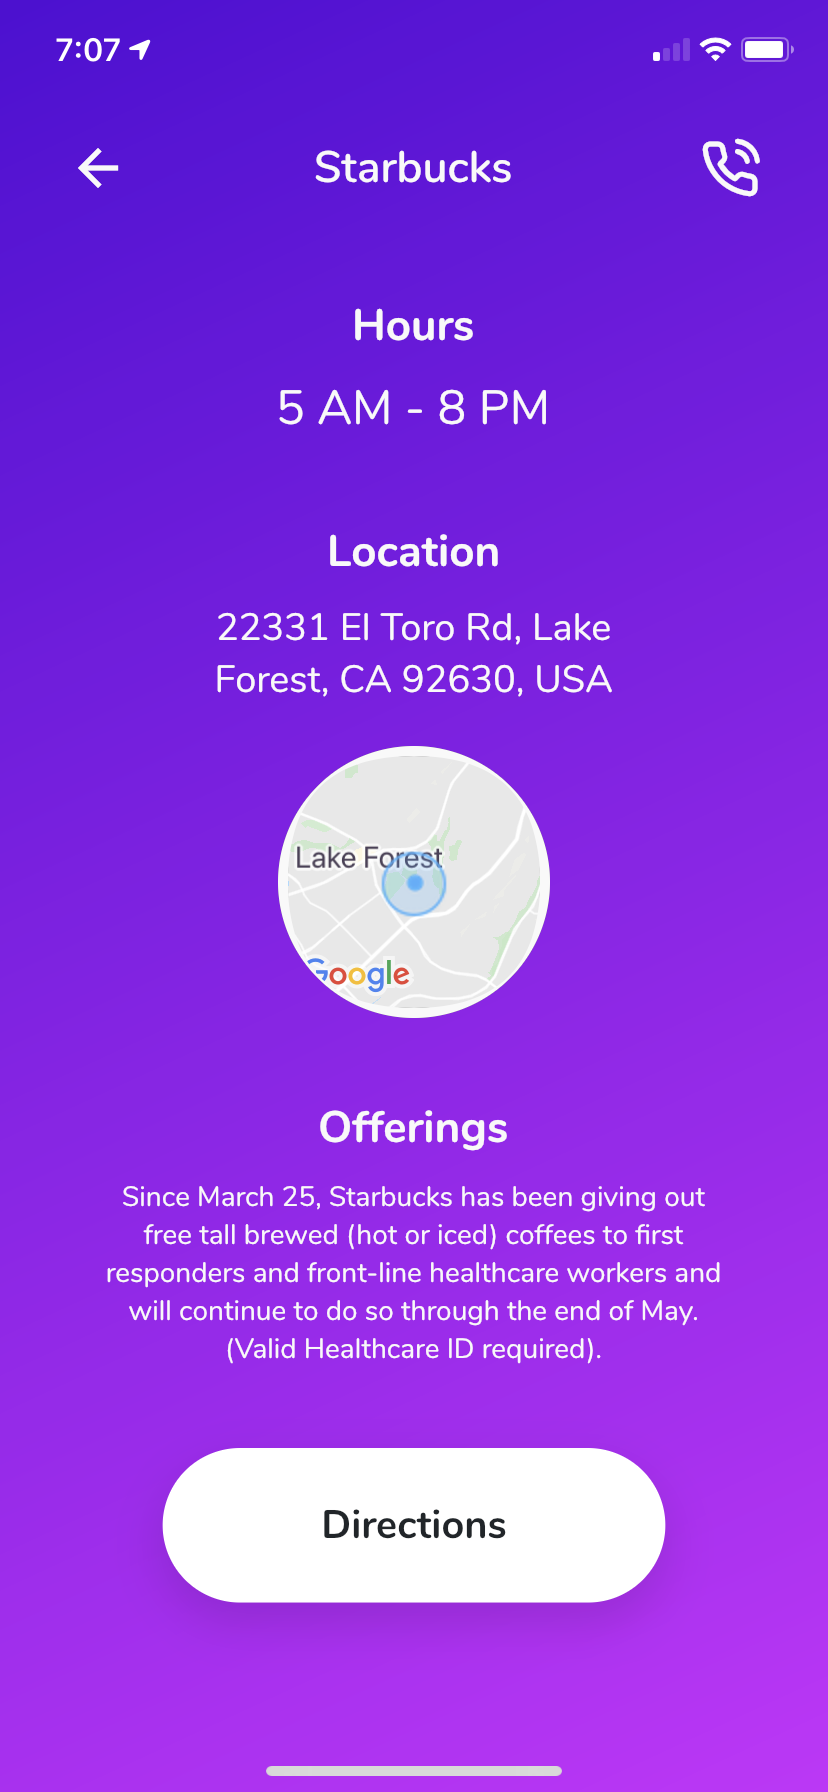 7:07
Starbucks
Hours
5 AM - 8 PM
Location
22331 El Toro Rd, Lake
Forest, CA 92630, USA
Lake Forest
Google
Offerings
Since March 25, Starbucks has been giving out
free tall brewed (hot or iced) coffees to first
responders and front-line healthcare workers and
will continue to do so through the end of May.
(Valid Healthcare ID required).
Directions